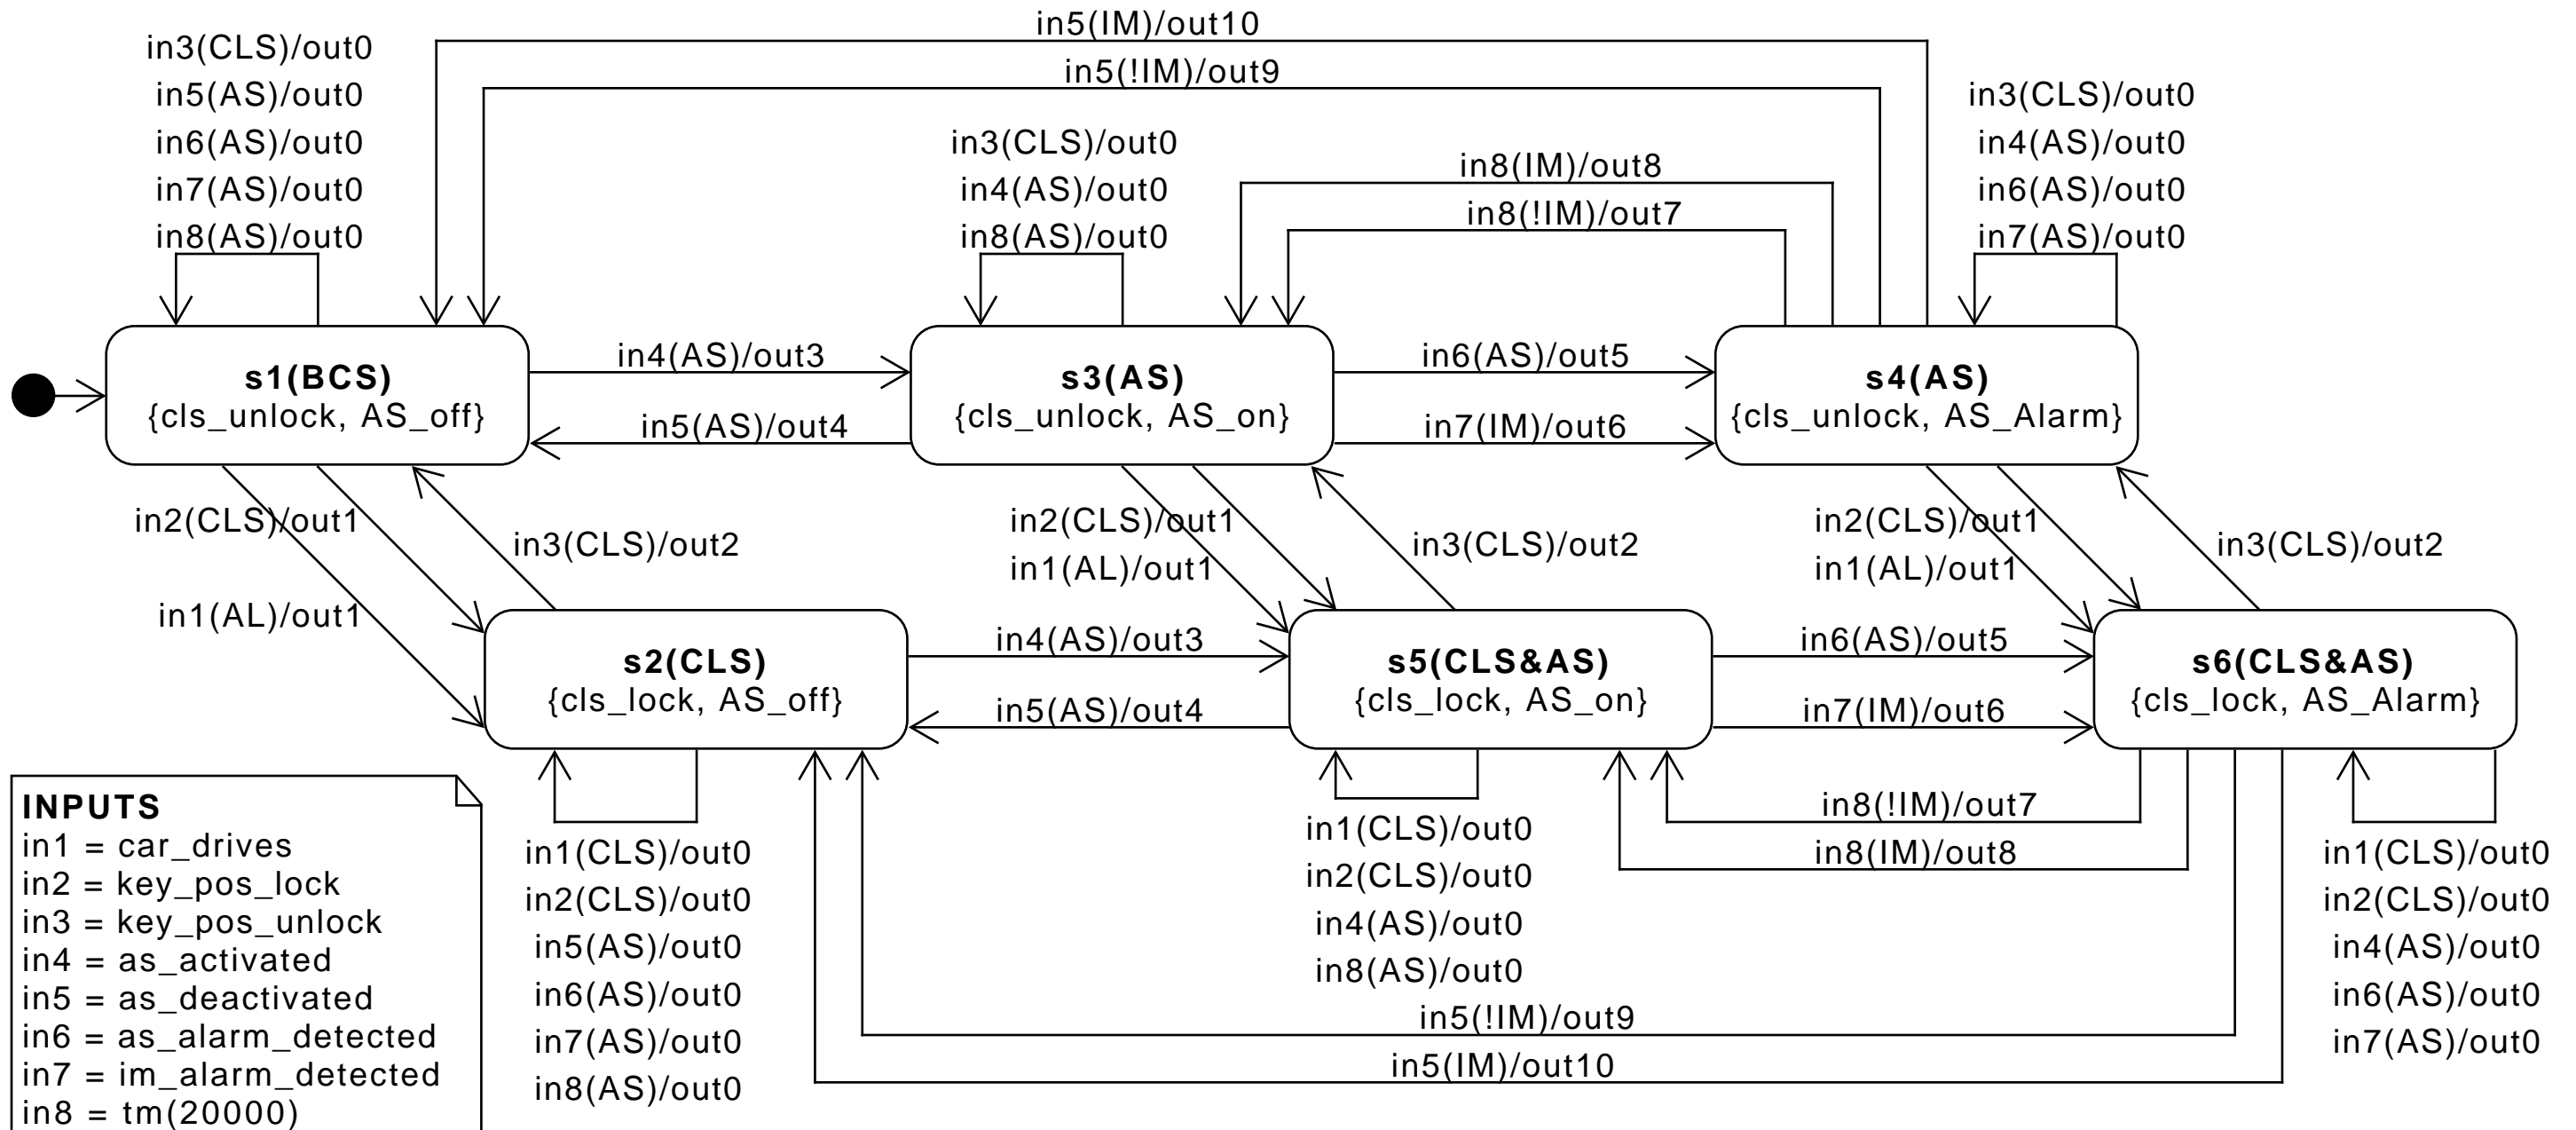 in5(IM)/out10
in5(!IM)/out9
in3(CLS)/out0
in5(AS)/out0
in6(AS)/out0
in7(AS)/out0
in8(AS)/out0
in3(CLS)/out0
in4(AS)/out0
in8(AS)/out0
in8(IM)/out8
in8(!IM)/out7
in3(CLS)/out0
in4(AS)/out0
in6(AS)/out0
in7(AS)/out0
s1(BCS)
{cls_unlock, AS_off}
in4(AS)/out3
in5(AS)/out4
s3(AS)
{cls_unlock, AS_on}
in6(AS)/out5
in7(IM)/out6
s4(AS)
{cls_unlock, AS_Alarm}
in2(CLS)/out1
in1(AL)/out1
in3(CLS)/out2
in2(CLS)/out1
in1(AL)/out1
in3(CLS)/out2
in2(CLS)/out1
in1(AL)/out1
in3(CLS)/out2
s2(CLS)
{cls_lock, AS_off}
in4(AS)/out3
in5(AS)/out4
s5(CLS&AS)
{cls_lock, AS_on}
in6(AS)/out5
in7(IM)/out6
s6(CLS&AS)
{cls_lock, AS_Alarm}
in1(CLS)/out0
in2(CLS)/out0
in5(AS)/out0
in6(AS)/out0
in7(AS)/out0
in8(AS)/out0
in1(CLS)/out0
in2(CLS)/out0
in4(AS)/out0
in8(AS)/out0
in8(!IM)/out7
in8(IM)/out8
in1(CLS)/out0
in2(CLS)/out0
in4(AS)/out0
in6(AS)/out0
in7(AS)/out0
in5(!IM)/out9
in5(IM)/out10
INPUTS
in1 = car_drives
in2 = key_pos_lock
in3 = key_pos_unlock
in4 = as_activated
in5 = as_deactivated
in6 = as_alarm_detected
in7 = im_alarm_detected
in8 = tm(20000)